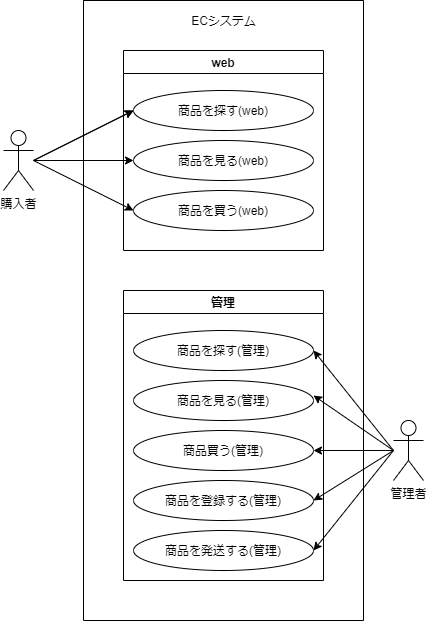 ECシステム
web
商品を探す(web)
商品を見る(web)
商品を買う(web)
購入者
管理
商品を探す(管理)
商品を見る(管理)
商品買う(管理)
商品を登録する(管理)
商品を発送する(管理)
管理者